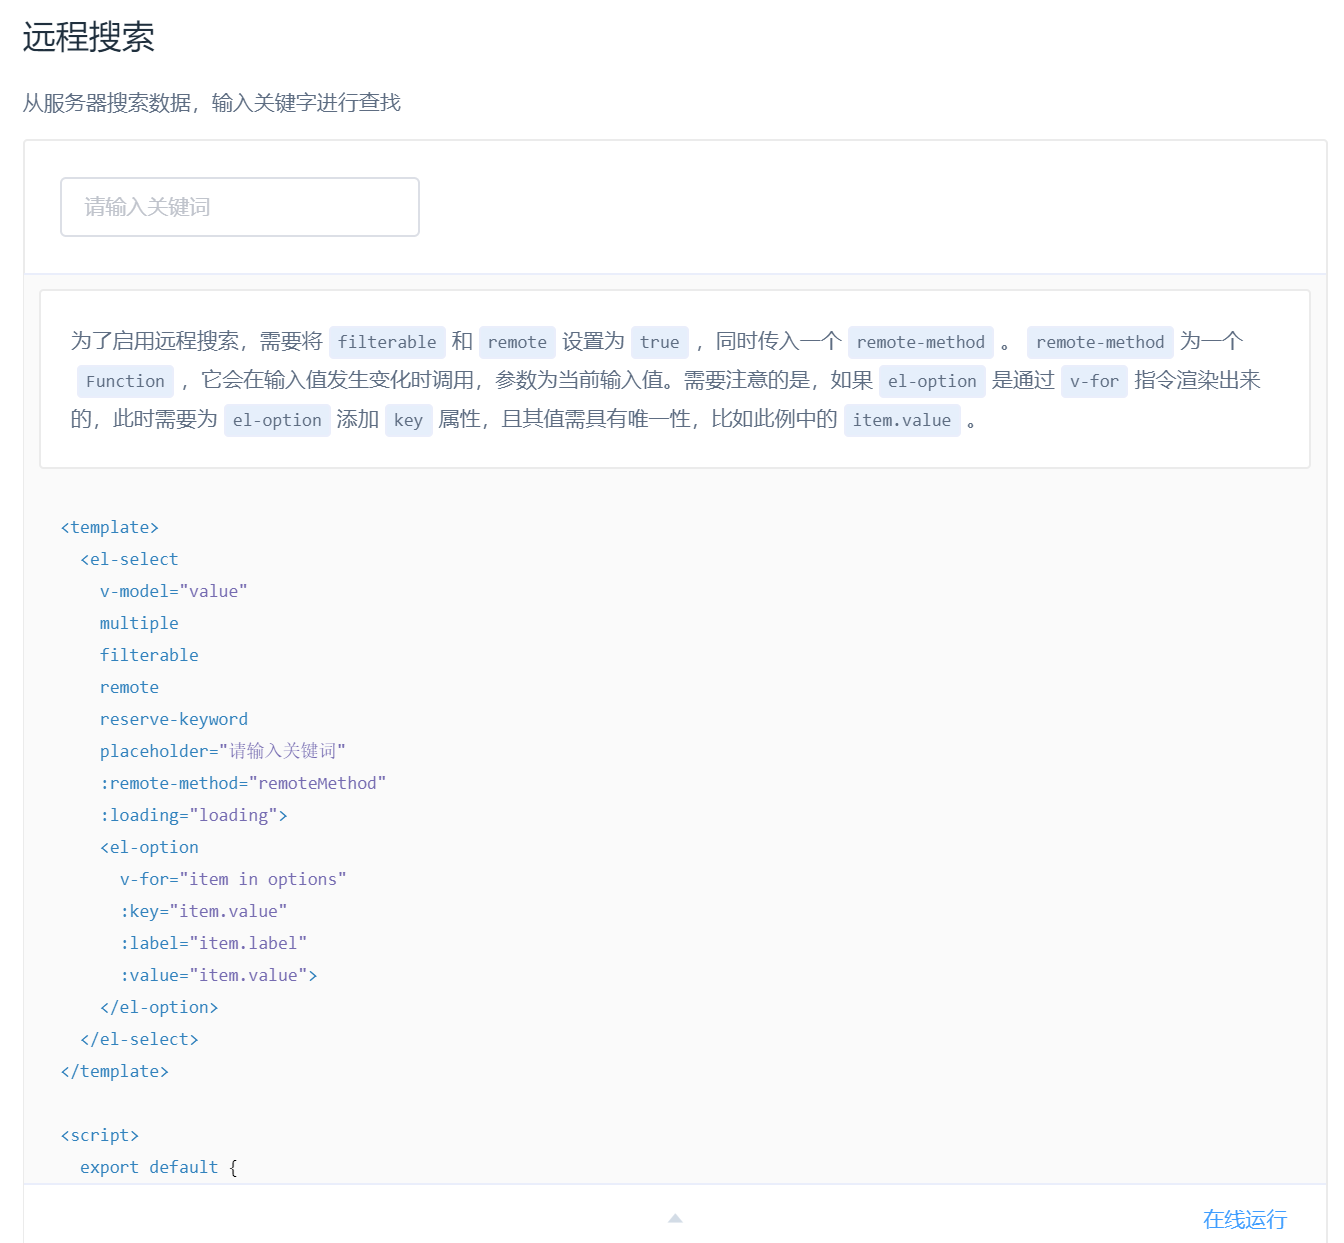 远程搜索
从服务器搜索数据，输入关键字进行查找
请输入关键词
为了启用远程搜索，需要将 filterable 和 remote 设置为 true ，同时传入一个 remote-method 。 remote-method 为一个
Function ，它会在输入值发生变化时调用，参数为当前输入值。需要注意的是，如果 el-option 是通过 v-for 指令渲染出来
的，此时需要为 el-option 添加 key 属性，且其值需具有唯一性，比如此例中的 item.value 。
<template>
  <el-select
    v-model="value"
    multiple
    filterable
    remote
    reserve-keyword
    placeholder="请输入关键词"
    :remote-method="remoteMethod"
    :loading="loading">
    <el-option
      v-for="item in options"
      :key="item.value"
      :label="item.label"
      :value="item.value">
    </el-option>
  </el-select>
</template>
<script>
  export default {
在线运行